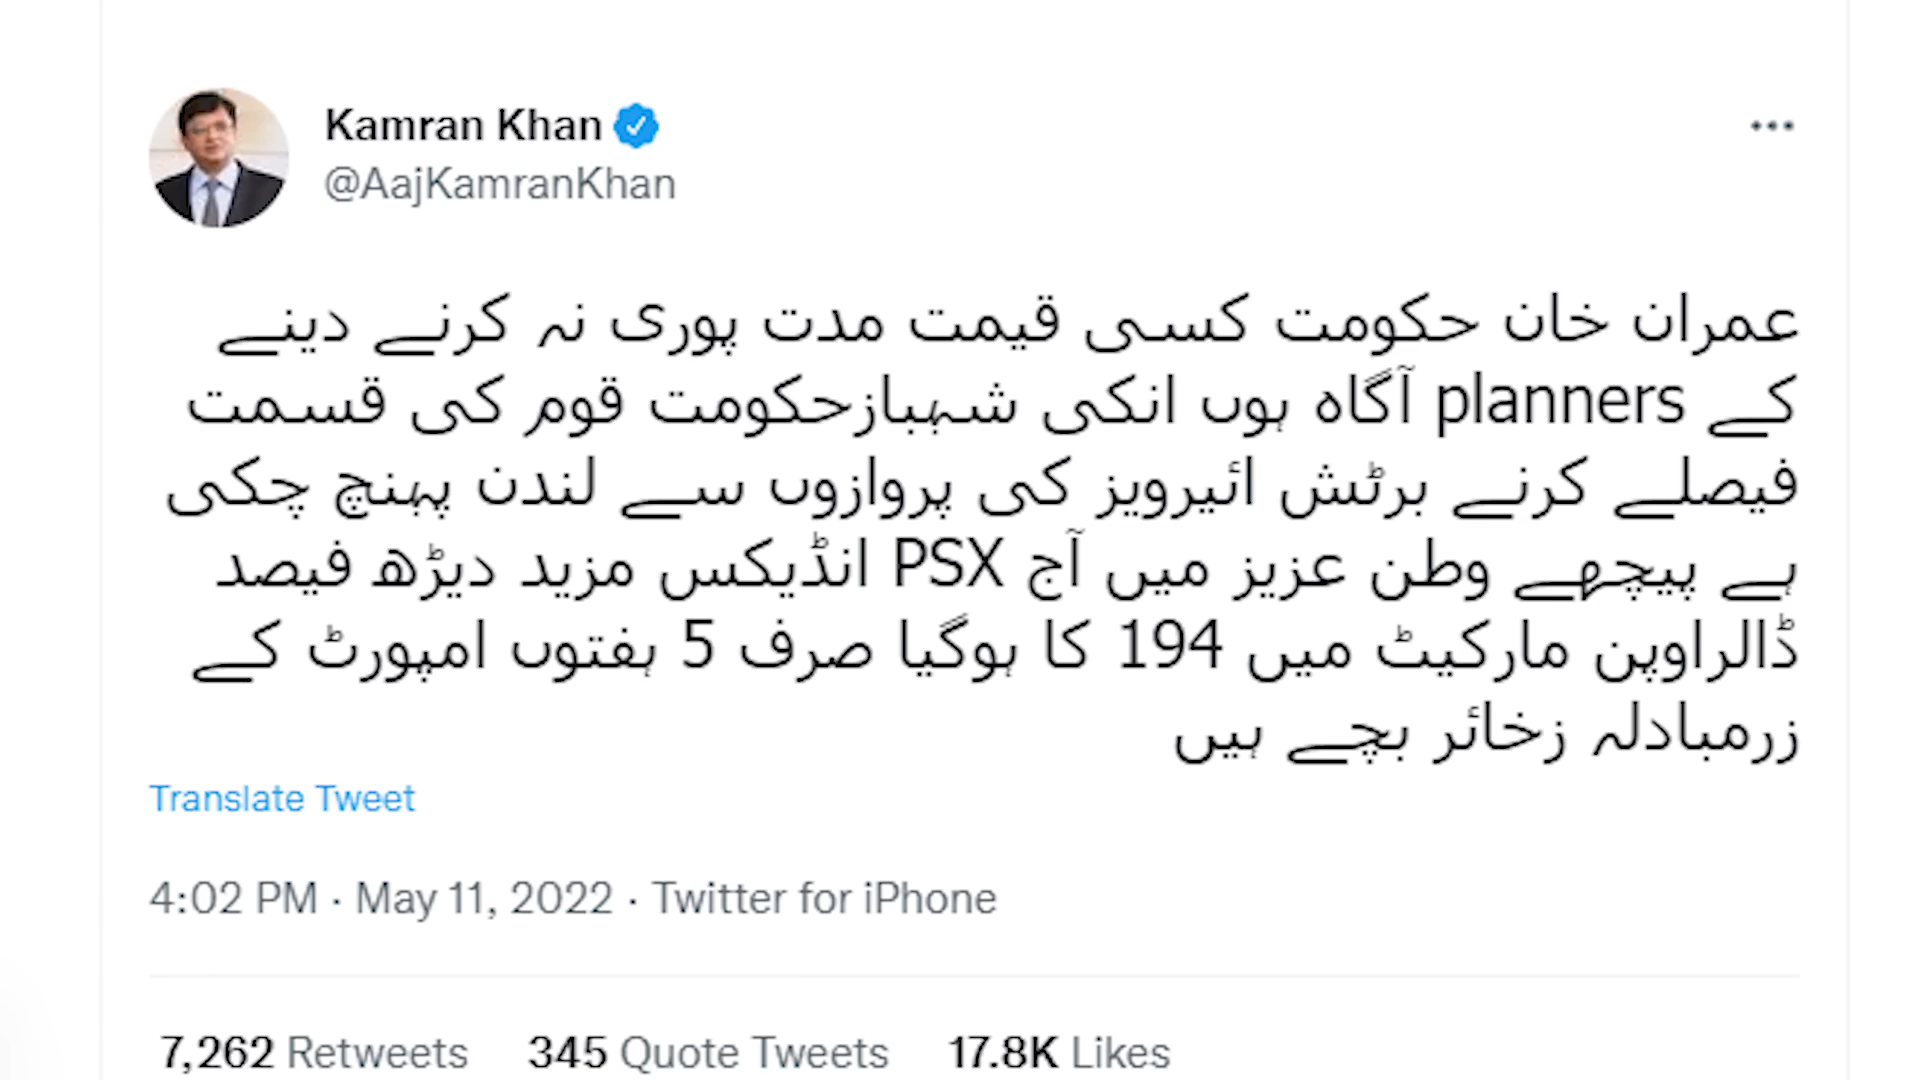 Kamran Khan
@AajKamranKhan
عمران خان حکومت کسی قیمت مدت پوری نہ کرنے دینے
کے planners آگاہ ہوں انکی شہبازحکومت قوم کی قسمت
فیصلے کرنے برٹش ائیرویز کی پروازوں سے لندن پہنچ چکی
ہے پیچھے وطن عزیز میں آج PSX انڈیکس مزید دیڑھ فیصد
ڈالراوپن مارکیٹ میں 194 کا ہوگیا صرف 5 ہفتوں امپورٹ کے
زرمبادلہ زخائر بچے ہیں
Translate Tweet
4:02 PM · May 11, 2022 · Twitter for iPhone
7,262 Retweets 345 Quote Tweets 17.8K Likes